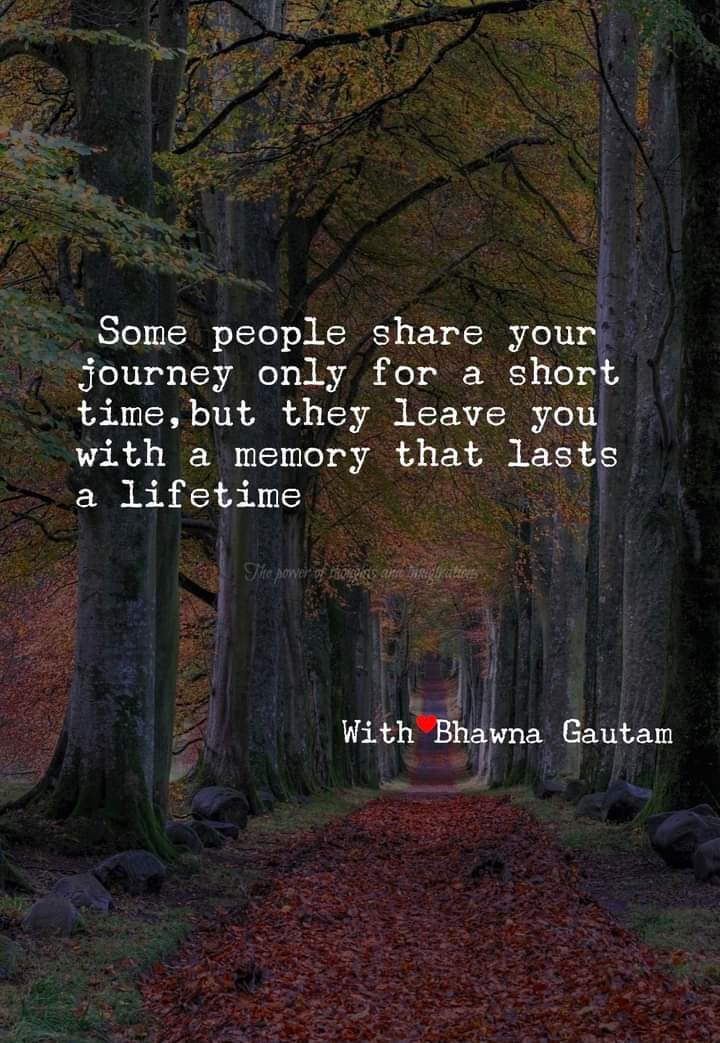 Some people share your
journey only for a short
time,but they leave you
with a memory that lasts
a lifetime
The power of thoughts and imaginations
With Bhawna Gautam